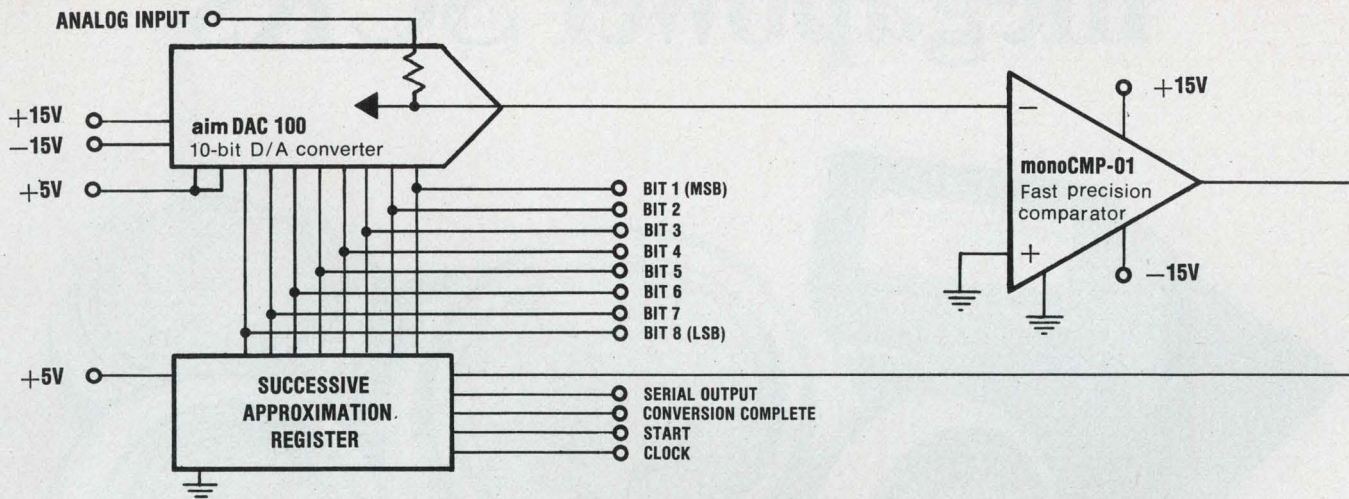 ANALOG INPUT
+15V
−15V
+5V
aim DAC 100
10-bit D/A converter
BIT 1 (MSB)
BIT 2
BIT 3
BIT 4
BIT 5
BIT 6
BIT 7
BIT 8 (LSB)
−
+
monoCMP-01
Fast precision
comparator
+15V
−15V
+5V
SUCCESSIVE
APPROXIMATION
REGISTER
SERIAL OUTPUT
CONVERSION COMPLETE
START
CLOCK